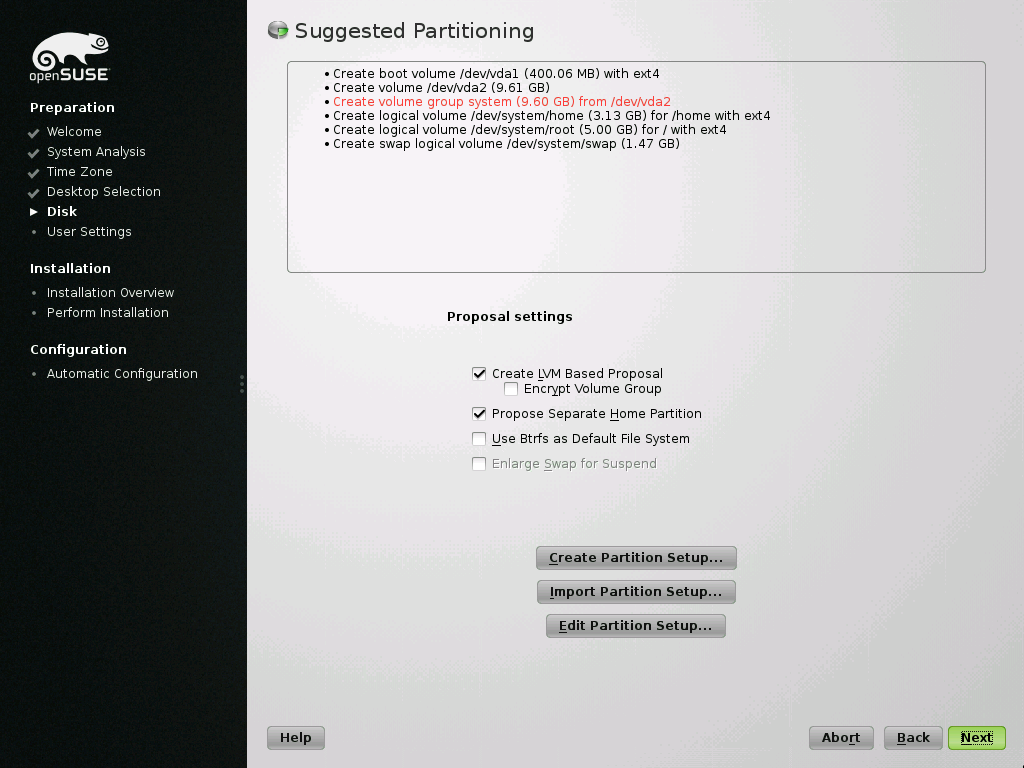 openSUSE
Preparation
Welcome
System Analysis
Time Zone
Desktop Selection
Disk
User Settings
Installation
Installation Overview
Perform Installation
Configuration
Automatic Configuration
Suggested Partitioning
• Create boot volume /dev/vda1 (400.06 MB) with ext4
• Create volume /dev/vda2 (9.61 GB)
• Create volume group system (9.60 GB) from /dev/vda2
• Create logical volume /dev/system/home (3.13 GB) for /home with ext4
• Create logical volume /dev/system/root (5.00 GB) for / with ext4
• Create swap logical volume /dev/system/swap (1.47 GB)
Proposal settings
Create LVM Based Proposal
Encrypt Volume Group
Propose Separate Home Partition
Use Btrfs as Default File System
Enlarge Swap for Suspend
Create Partition Setup...
Import Partition Setup...
Edit Partition Setup...
Help
Abort
Back
Next